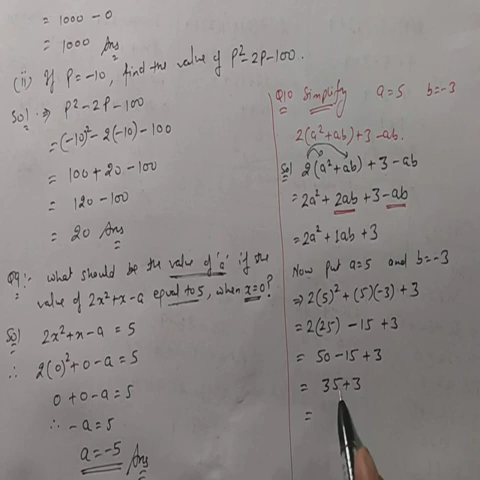 = 1000 - 0
= 1000 Ans
(ii) If P = -10, find the value of P² - 2P - 100.
Sol ⇒ P² - 2P - 100
= (-10)² - 2(-10) - 100
= 100 + 20 - 100
= 120 - 100
= 20 Ans
Q9:- What should be the value of 'a' if the
value of 2x² + x - a equal to 5, when x = 0?
Sol) 2x² + x - a = 5
∴ 2(0)² + 0 - a = 5
0 + 0 - a = 5
∴ -a = 5
a = -5 Ans
Q10 Simplify a = 5 b = -3
2(a² + ab) + 3 - ab.
Sol 2(a² + ab) + 3 - ab
= 2a² + 2ab + 3 - ab
= 2a² + 1ab + 3
Now put a = 5 and b = -3
⇒ 2(5)² + (5)(-3) + 3
= 2(25) - 15 + 3
= 50 - 15 + 3
= 35 + 3
=